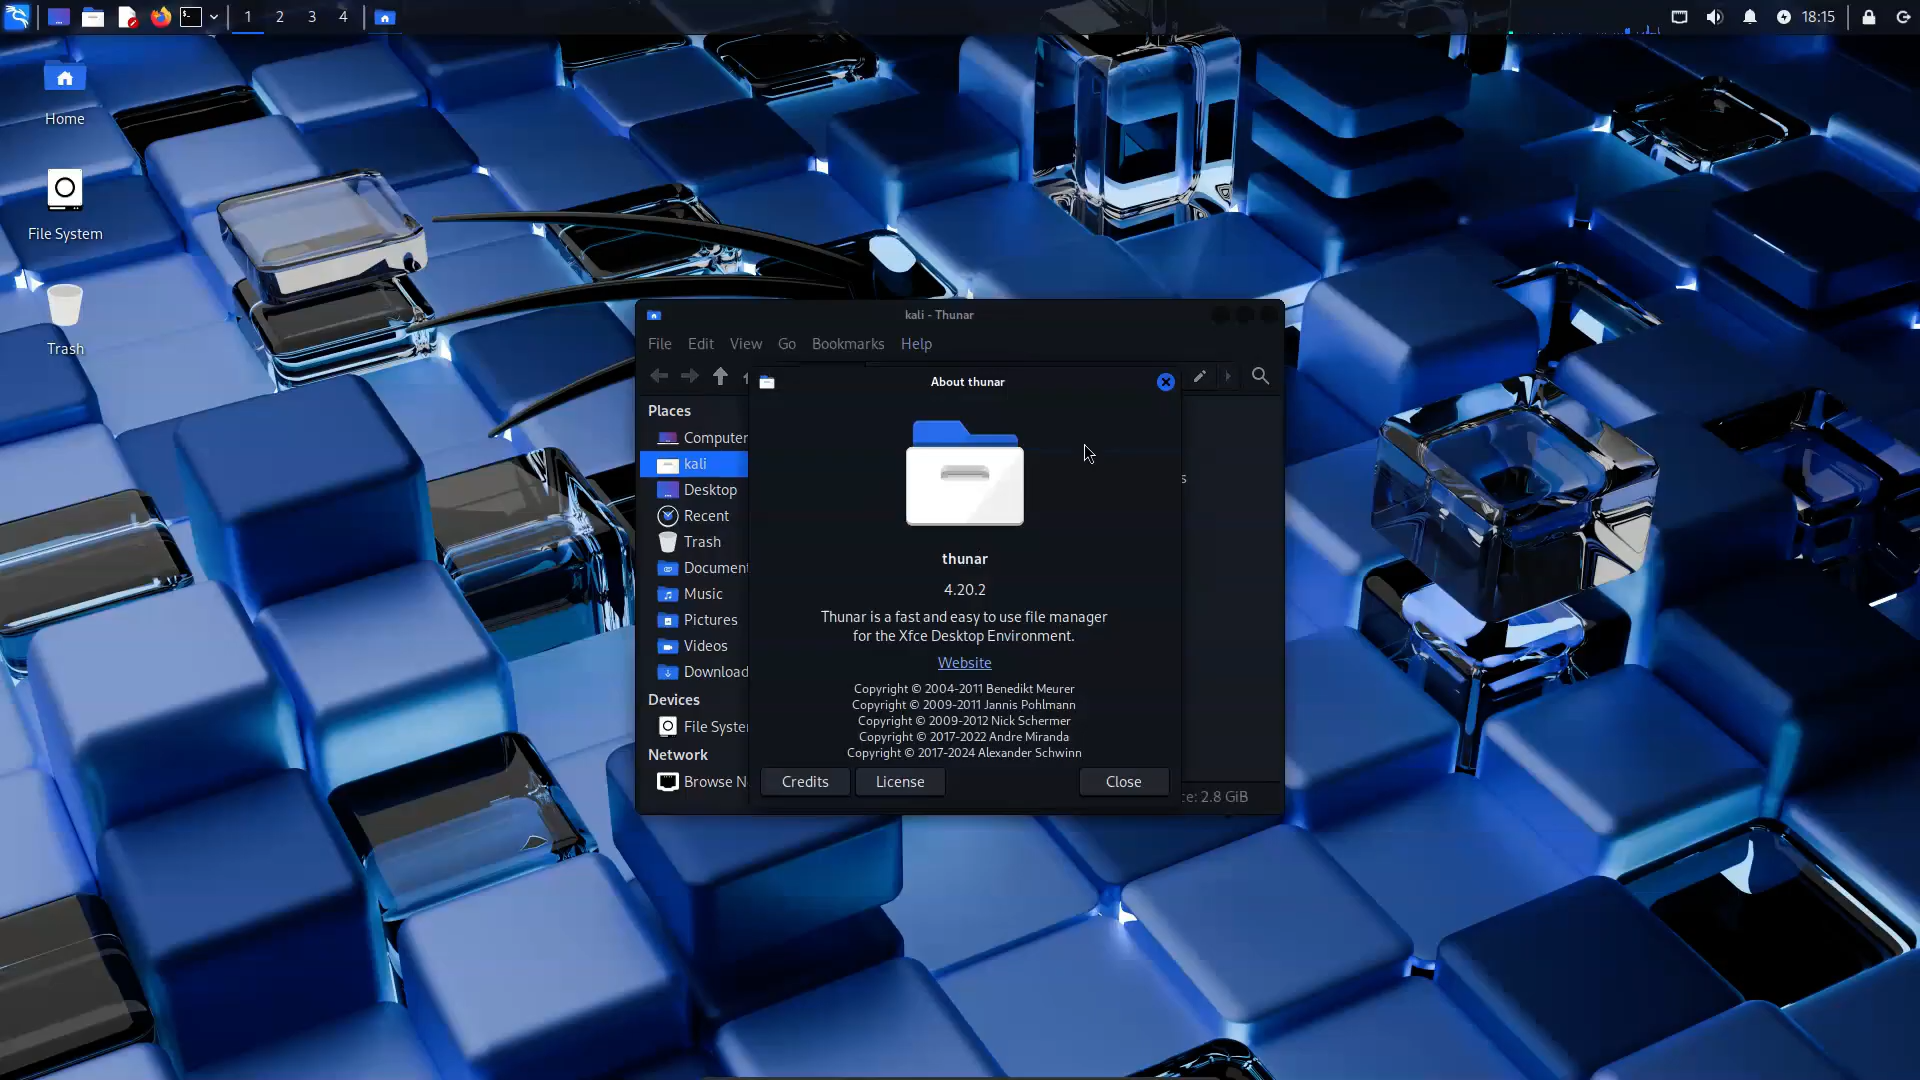 1 2 3 4
18:15
Home
File System
Trash
kali - Thunar
File Edit View Go Bookmarks Help
Places
Computer
kali
Desktop
Recent
Trash
Document
Music
Pictures
Videos
Download
Devices
File Syste
Network
Browse N
About thunar
s
thunar
4.20.2
Thunar is a fast and easy to use file manager
for the Xfce Desktop Environment.
Website
Copyright © 2004-2011 Benedikt Meurer
Copyright © 2009-2011 Jannis Pohlmann
Copyright © 2009-2012 Nick Schermer
Copyright © 2017-2022 Andre Miranda
Copyright © 2017-2024 Alexander Schwinn
Credits License Close
ce: 2.8 GiB